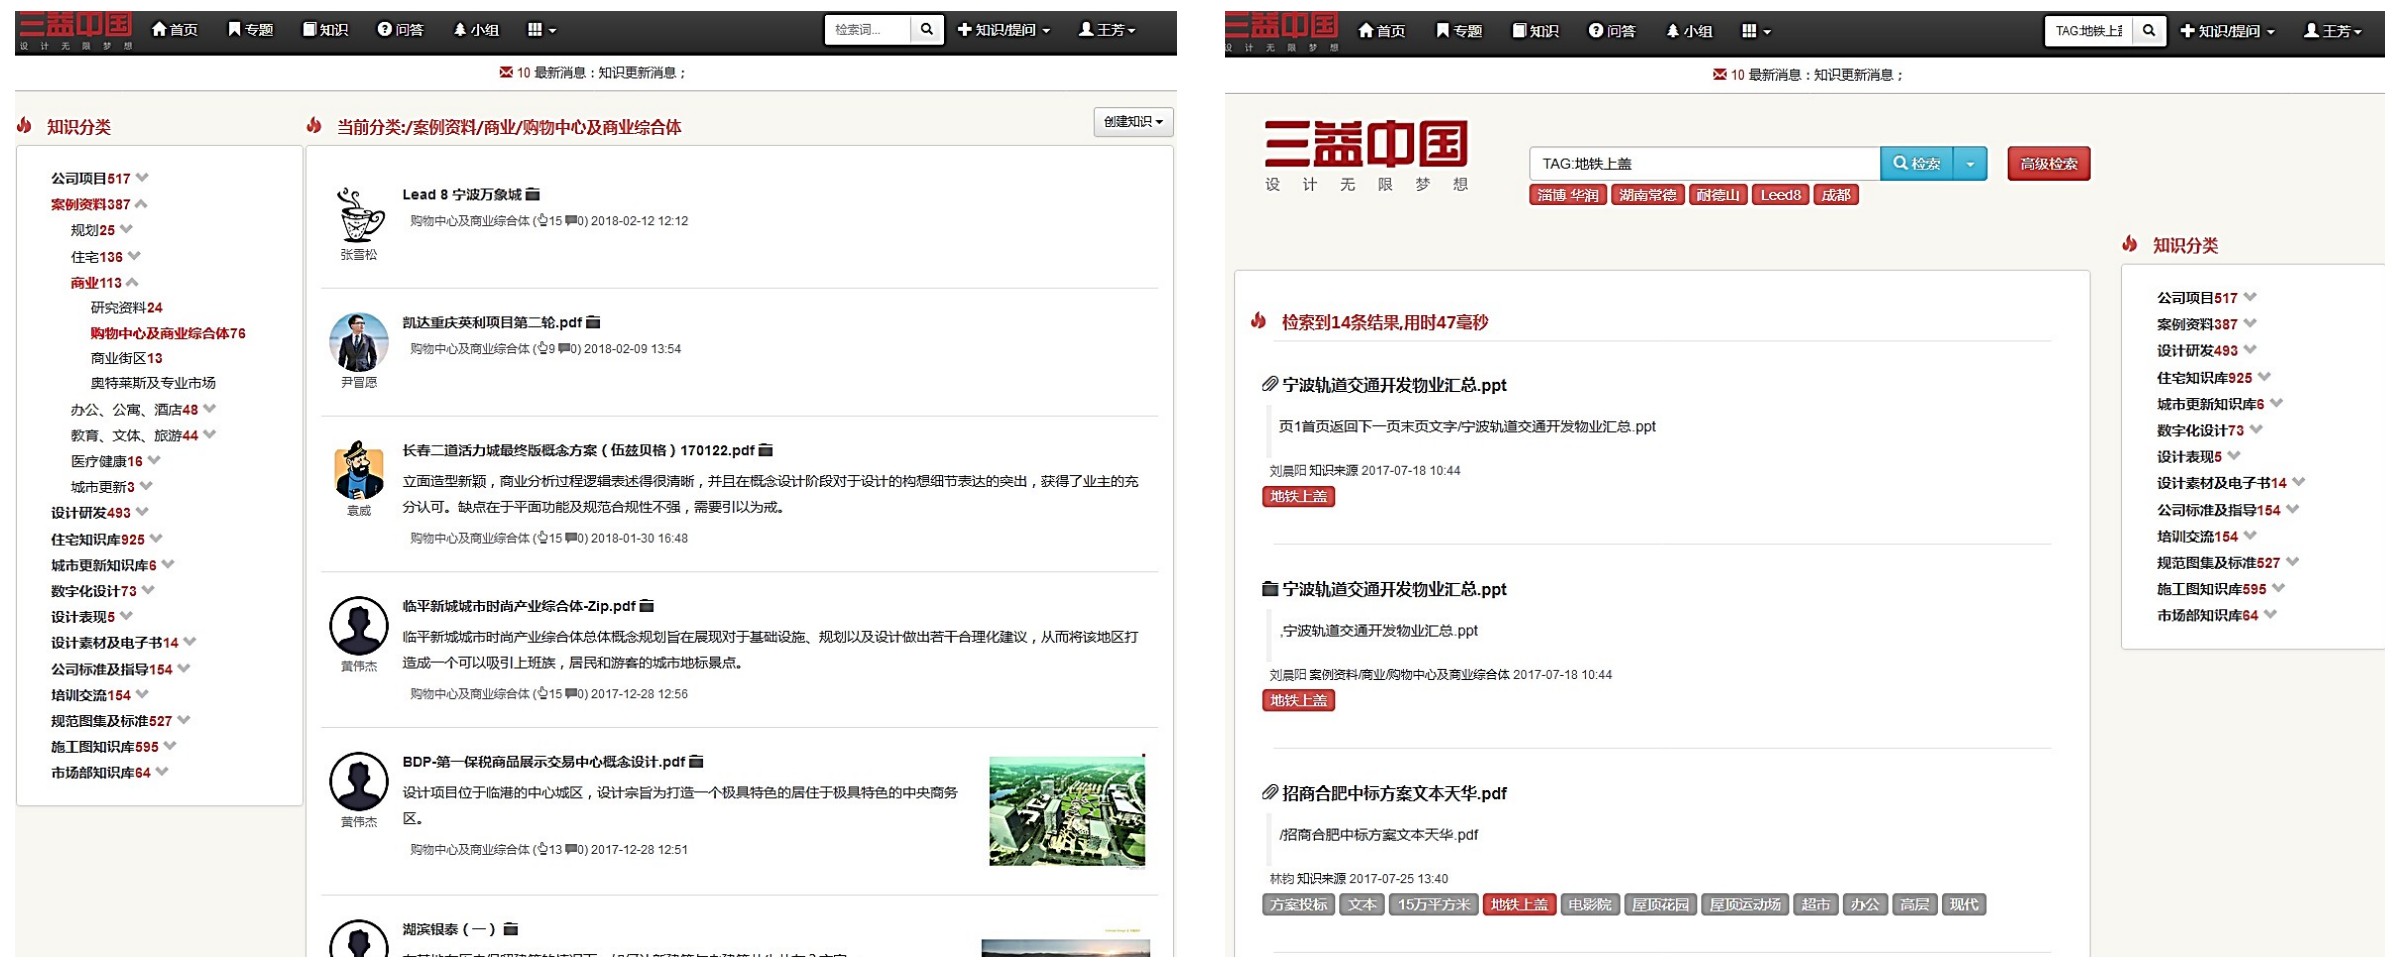 三益中国
设 计 无 限 梦 想
首页 专题 知识 问答 小组
检索词...
知识/提问 王芳
10 最新消息：知识更新消息；
知识分类
公司项目517
案例资料387
规划25
住宅136
商业113
研究资料24
购物中心及商业综合体76
商业街区13
奥特莱斯及专业市场
办公、公寓、酒店48
教育、文体、旅游44
医疗健康16
城市更新3
设计研发493
住宅知识库925
城市更新知识库6
数字化设计73
设计表现5
设计素材及电子书14
公司标准及指导154
培训交流154
规范图集及标准527
施工图知识库595
市场部知识库64
当前分类:/案例资料/商业/购物中心及商业综合体
创建知识
Lead 8 宁波万象城
购物中心及商业综合体 (15 0) 2018-02-12 12:12
张雪松
凯达重庆英利项目第二轮.pdf
购物中心及商业综合体 (9 0) 2018-02-09 13:54
尹冒愿
长春二道活力城最终版概念方案（伍兹贝格）170122.pdf
立面造型新颖，商业分析过程逻辑表述得很清晰，并且在概念设计阶段对于设计的构想细节表达的突出，获得了业主的充
分认可。缺点在于平面功能及规范合规性不强，需要引以为戒。
袁威
购物中心及商业综合体 (15 0) 2018-01-30 16:48
临平新城城市时尚产业综合体-Zip.pdf
临平新城城市时尚产业综合体总体概念规划旨在展现对于基础设施、规划以及设计做出若干合理化建议，从而将该地区打
造成一个可以吸引上班族，居民和游客的城市地标景点。
黄伟杰
购物中心及商业综合体 (15 0) 2017-12-28 12:56
BDP-第一保税商品展示交易中心概念设计.pdf
设计项目位于临港的中心城区，设计宗旨为打造一个极具特色的居住于极具特色的中央商务
区。
黄伟杰
购物中心及商业综合体 (13 0) 2017-12-28 12:51
湖滨银泰（一）
三益中国
设 计 无 限 梦 想
首页 专题 知识 问答 小组
TAG:地铁上盖
知识/提问 王芳
10 最新消息：知识更新消息；
三益中国
设 计 无 限 梦 想
TAG:地铁上盖
检索
高级检索
淄博 华润 湖南常德 耐德山 Leed8 成都
检索到14条结果,用时47毫秒
宁波轨道交通开发物业汇总.ppt
页1首页返回下一页末页文字/宁波轨道交通开发物业汇总.ppt
刘晨阳 知识来源 2017-07-18 10:44
地铁上盖
宁波轨道交通开发物业汇总.ppt
,宁波轨道交通开发物业汇总.ppt
刘晨阳 案例资料/商业/购物中心及商业综合体 2017-07-18 10:44
地铁上盖
招商合肥中标方案文本天华.pdf
/招商合肥中标方案文本天华.pdf
林钧 知识来源 2017-07-25 13:40
方案投标 文本 15万平方米 地铁上盖 电影院 屋顶花园 屋顶运动场 超市 办公 高层 现代
知识分类
公司项目517
案例资料387
设计研发493
住宅知识库925
城市更新知识库6
数字化设计73
设计表现5
设计素材及电子书14
公司标准及指导154
培训交流154
规范图集及标准527
施工图知识库595
市场部知识库64